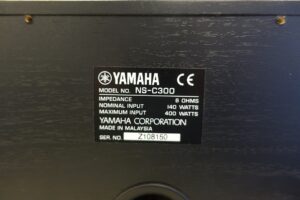 YAMAHA CE
MODEL NO. NS-C300
IMPEDANCE 6 OHMS
NOMINAL INPUT 140 WATTS
MAXIMUM INPUT 400 WATTS
YAMAHA CORPORATION
MADE IN MALAYSIA
SER. NO. Z108150